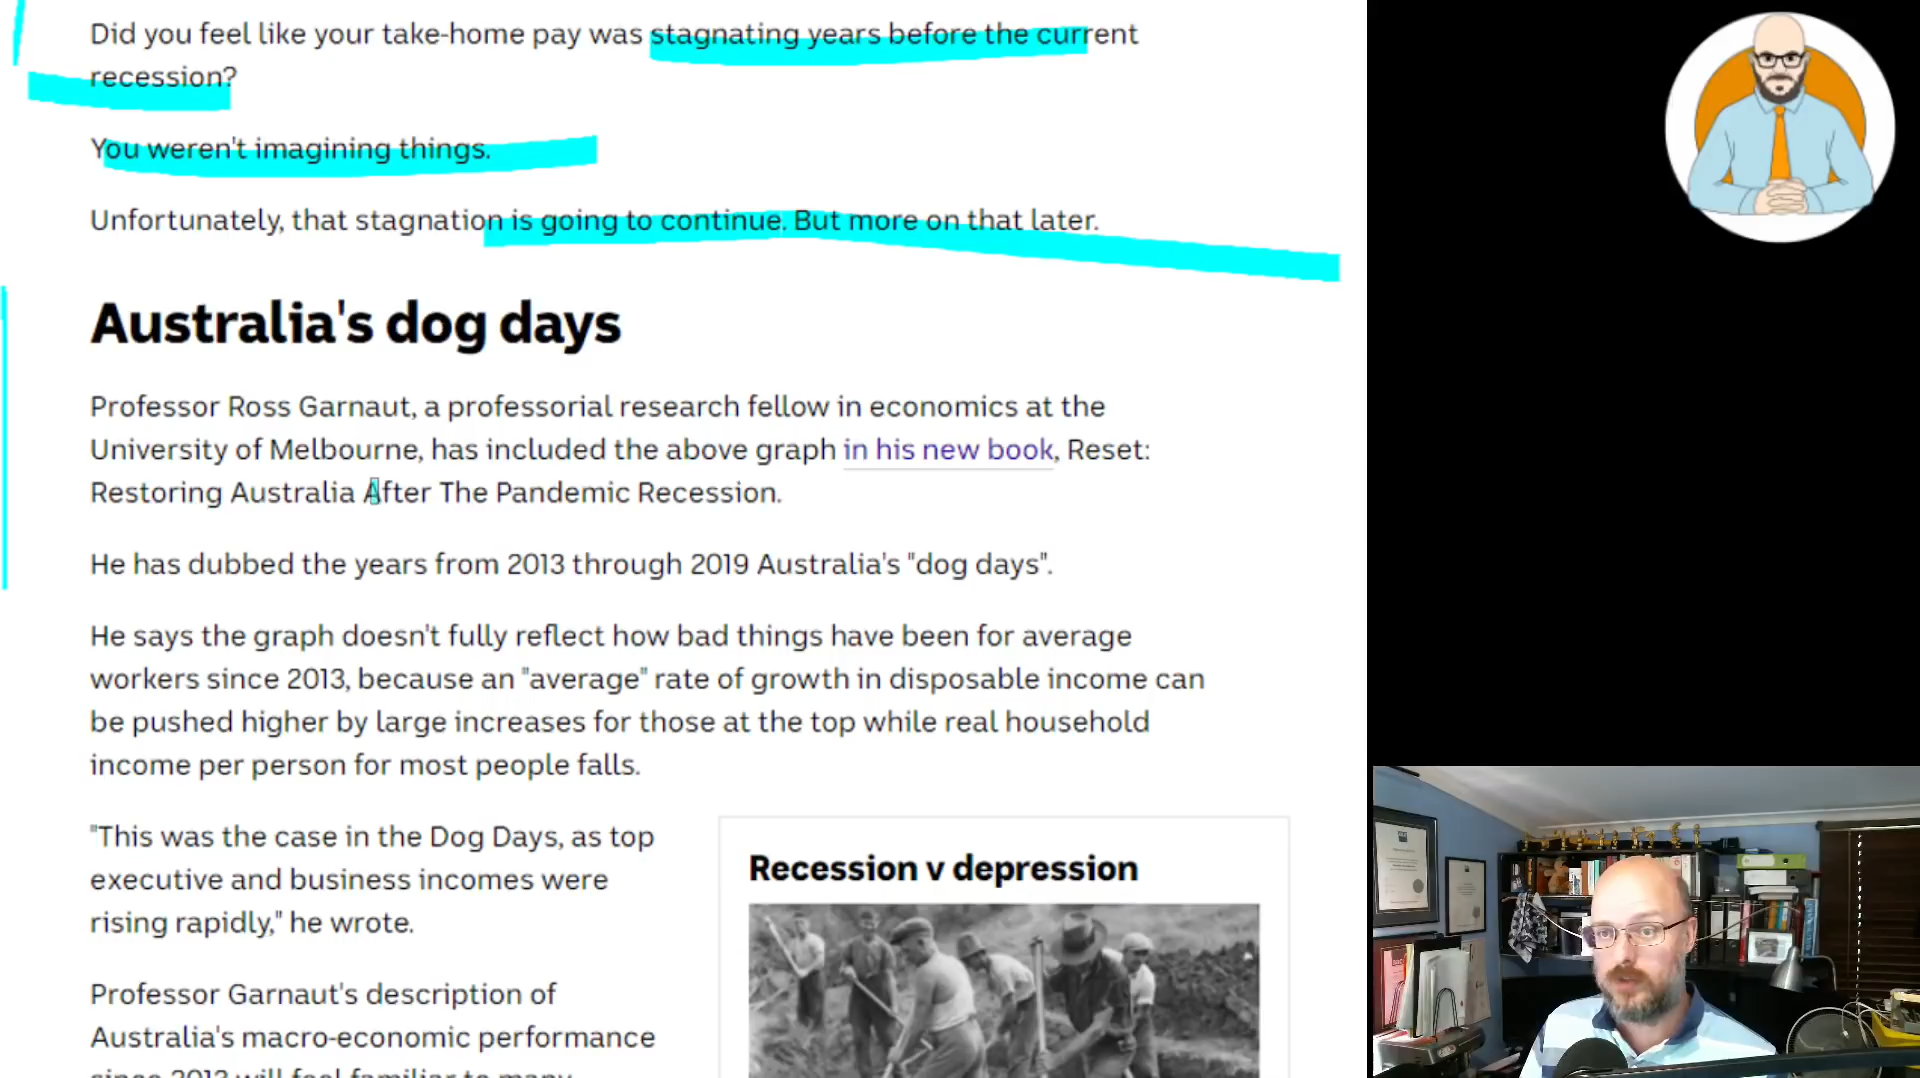 Did you feel like your take-home pay was stagnating years before the current
recession?
You weren't imagining things.
Unfortunately, that stagnation is going to continue. But more on that later.
Australia's dog days
Professor Ross Garnaut, a professorial research fellow in economics at the
University of Melbourne, has included the above graph in his new book, Reset:
Restoring Australia After The Pandemic Recession.
He has dubbed the years from 2013 through 2019 Australia's "dog days".
He says the graph doesn't fully reflect how bad things have been for average
workers since 2013, because an "average" rate of growth in disposable income can
be pushed higher by large increases for those at the top while real household
income per person for most people falls.
"This was the case in the Dog Days, as top
executive and business incomes were
rising rapidly," he wrote.
Professor Garnaut's description of
Australia's macro-economic performance
since 2013 will feel familiar to many
Recession v depression